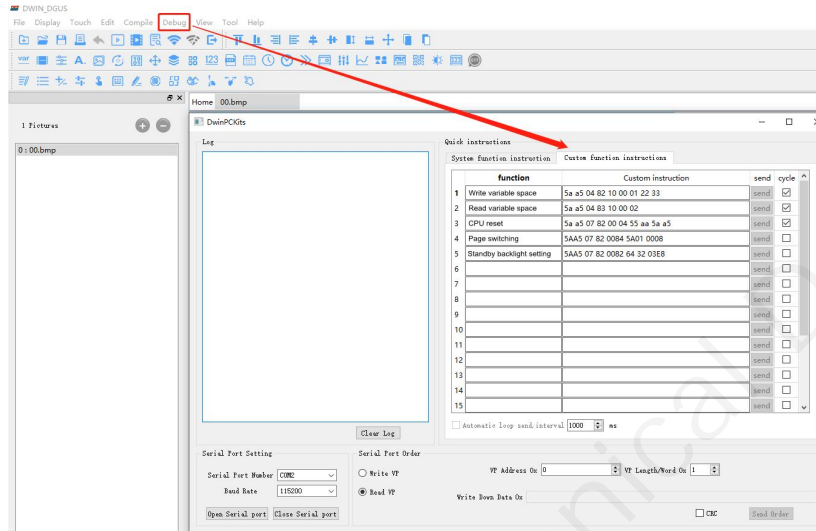 DWIN_DGUS
File Display Touch Edit Compile Debug View Tool Help
var A. 123
Home 00.bmp
1 Pictures
0 : 00.bmp
DwinPCKits
Log
Quick instructions
System function instruction Custom function instructions
function Custom instruction send cycle
1 Write variable space 5a a5 04 82 10 00 01 22 33 send
2 Read variable space 5a a5 04 83 10 00 02 send
3 CPU reset 5a a5 07 82 00 04 55 aa 5a a5 send
4 Page switching 5AA5 07 82 0084 5A01 0008 send
5 Standby backlight setting 5AA5 07 82 0082 64 32 03E8 send
6 send
7 send
8 send
9 send
10 send
11 send
12 send
13 send
14 send
15 send
Automatic loop send,interval 1000 ms
Clear Log
Serial Port Setting
Serial Port Number COM2
Baud Rate 115200
Open Serial port Close Serial port
Serial Port Order
Write VP
Read VP
VP Address 0x 0 VP Length/Word 0x 1
Write Down Data 0x
CRC Send Order